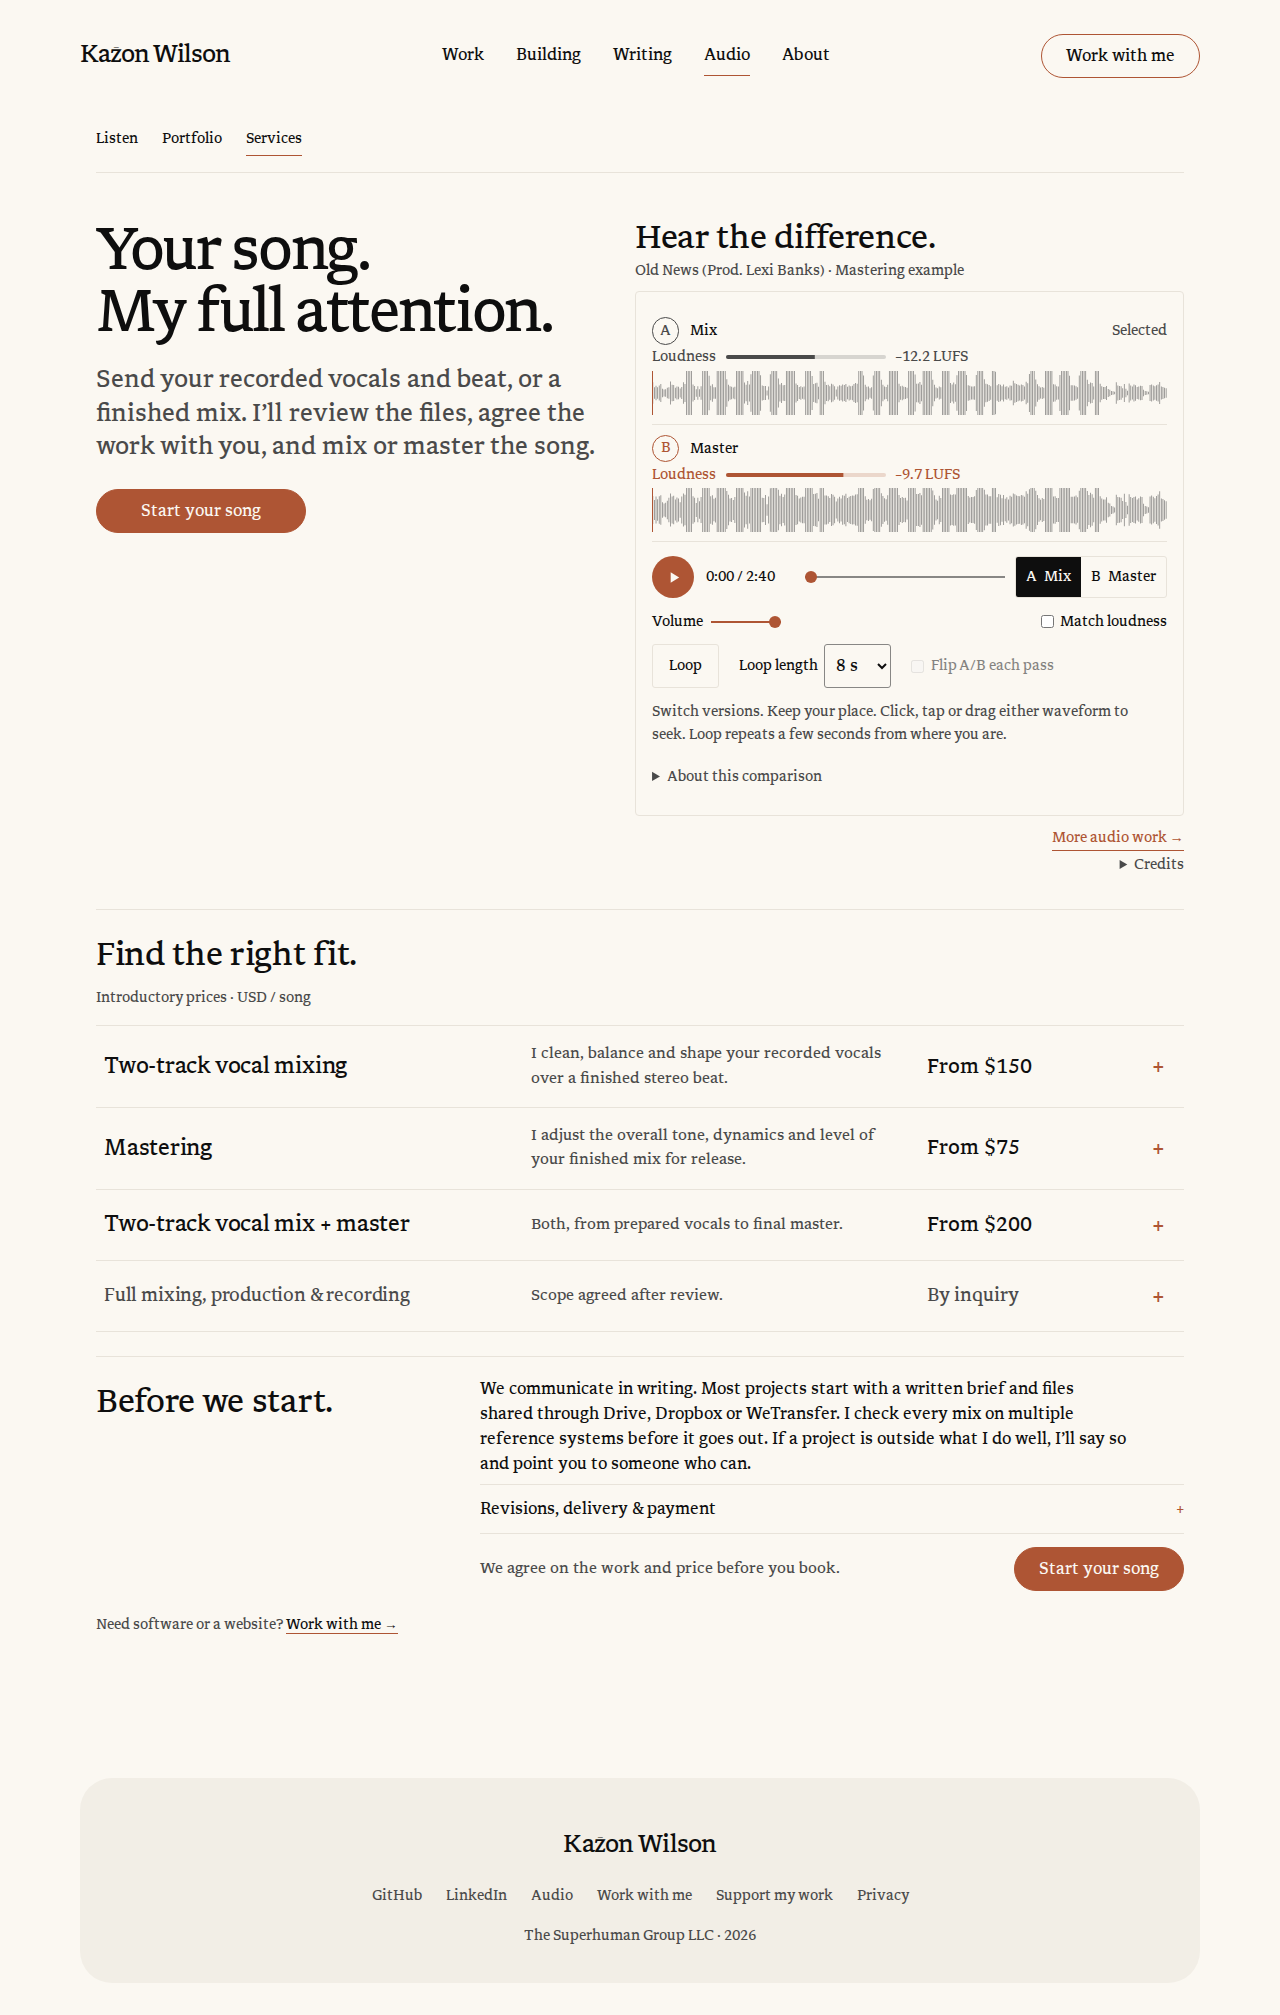 Każon Wilson
Work Building Writing Audio About
Work with me
Listen Portfolio Services
Your song.
My full attention.
Send your recorded vocals and beat, or a
finished mix. I’ll review the files, agree the
work with you, and mix or master the song.
Start your song
Hear the difference.
Old News (Prod. Lexi Banks) · Mastering example
A Mix Selected
Loudness −12.2 LUFS
B Master
Loudness −9.7 LUFS
0:00 / 2:40 A Mix B Master
Volume Match loudness
Loop Loop length 8 s Flip A/B each pass
Switch versions. Keep your place. Click, tap or drag either waveform to
seek. Loop repeats a few seconds from where you are.
About this comparison
More audio work →
Credits
Find the right fit.
Introductory prices · USD / song
Two-track vocal mixing
I clean, balance and shape your recorded vocals
over a finished stereo beat.
From $150 +
Mastering
I adjust the overall tone, dynamics and level of
your finished mix for release.
From $75 +
Two-track vocal mix + master Both, from prepared vocals to final master. From $200 +
Full mixing, production & recording Scope agreed after review. By inquiry +
Before we start.
We communicate in writing. Most projects start with a written brief and files
shared through Drive, Dropbox or WeTransfer. I check every mix on multiple
reference systems before it goes out. If a project is outside what I do well, I’ll say so
and point you to someone who can.
Revisions, delivery & payment +
We agree on the work and price before you book. Start your song
Need software or a website? Work with me →
Każon Wilson
GitHub LinkedIn Audio Work with me Support my work Privacy
The Superhuman Group LLC · 2026